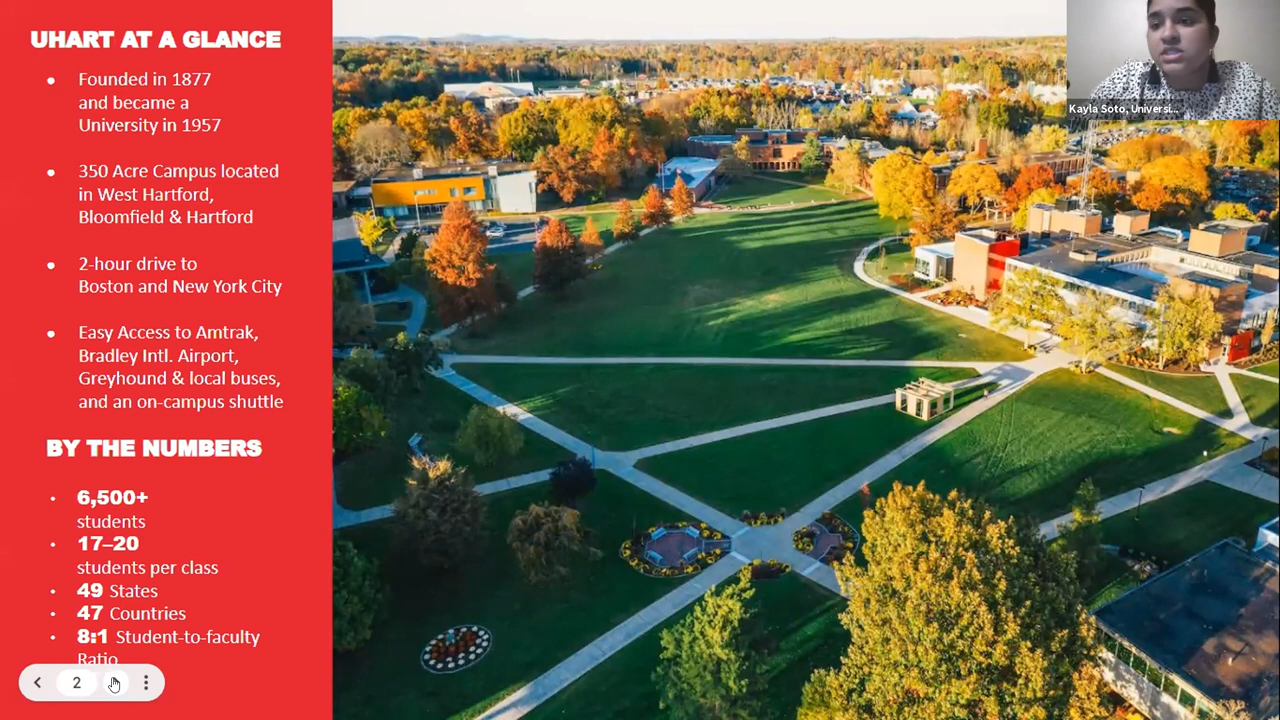 UHART AT A GLANCE
• Founded in 1877
and became a
University in 1957
• 350 Acre Campus located
in West Hartford,
Bloomfield & Hartford
• 2-hour drive to
Boston and New York City
• Easy Access to Amtrak,
Bradley Intl. Airport,
Greyhound & local buses,
and an on-campus shuttle
BY THE NUMBERS
• 6,500+
students
• 17–20
students per class
• 49 States
• 47 Countries
• 8:1 Student-to-faculty
Ratio
2
Kayla Soto, Universi...